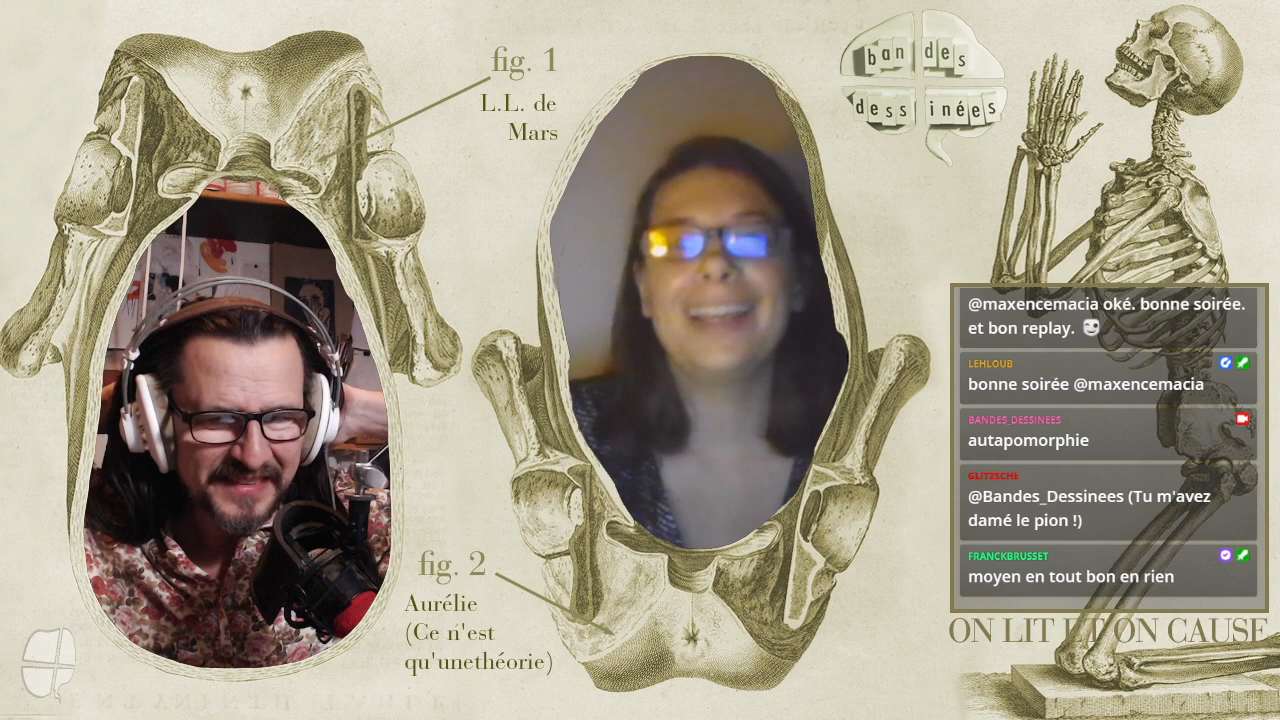 fig. 1
L.L. de
Mars
ban des
dess inées
@maxencemacia oké. bonne soirée.
et bon replay.
LEHLOUB
bonne soirée @maxencemacia
BANDES_DESSINEES
autapomorphie
GLITZSCHE
@Bandes_Dessinees (Tu m'avez
damé le pion !)
FRANCKBRUSSET
moyen en tout bon en rien
fig. 2
Aurélie
(Ce n'est
qu'unethéorie)
ON LIT ET ON CAUSE